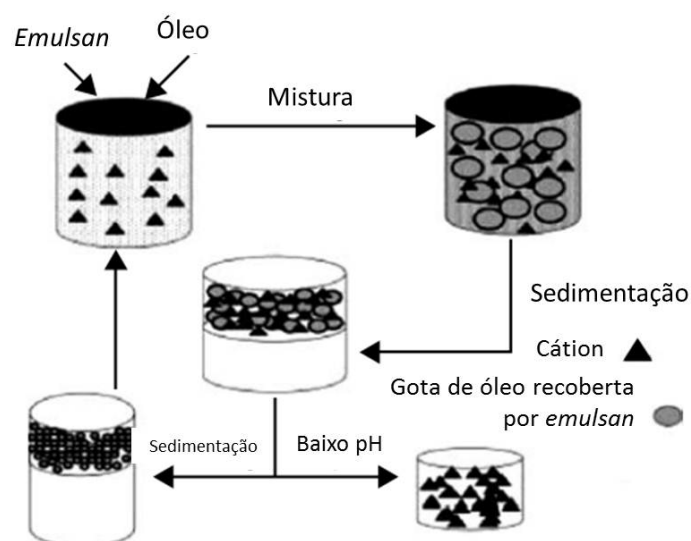 Emulsan
Óleo
Mistura
Sedimentação
Cátion
Gota de óleo recoberta
por emulsan
Sedimentação
Baixo pH